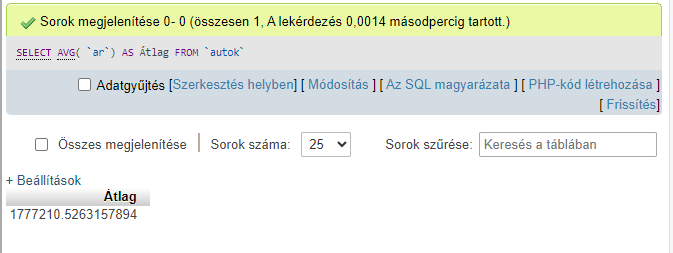 Sorok megjelenítése 0- 0 (összesen 1, A lekérdezés 0,0014 másodpercig tartott.)
SELECT AVG( `ar`) AS Átlag FROM `autok`
Adatgyűjtés [Szerkesztés helyben] [ Módosítás ] [ Az SQL magyarázata ] [ PHP-kód létrehozása ]
[ Frissítés]
Összes megjelenítése Sorok száma: 25 Sorok szűrése: Keresés a táblában
+ Beállítások
Átlag
1777210.5263157894